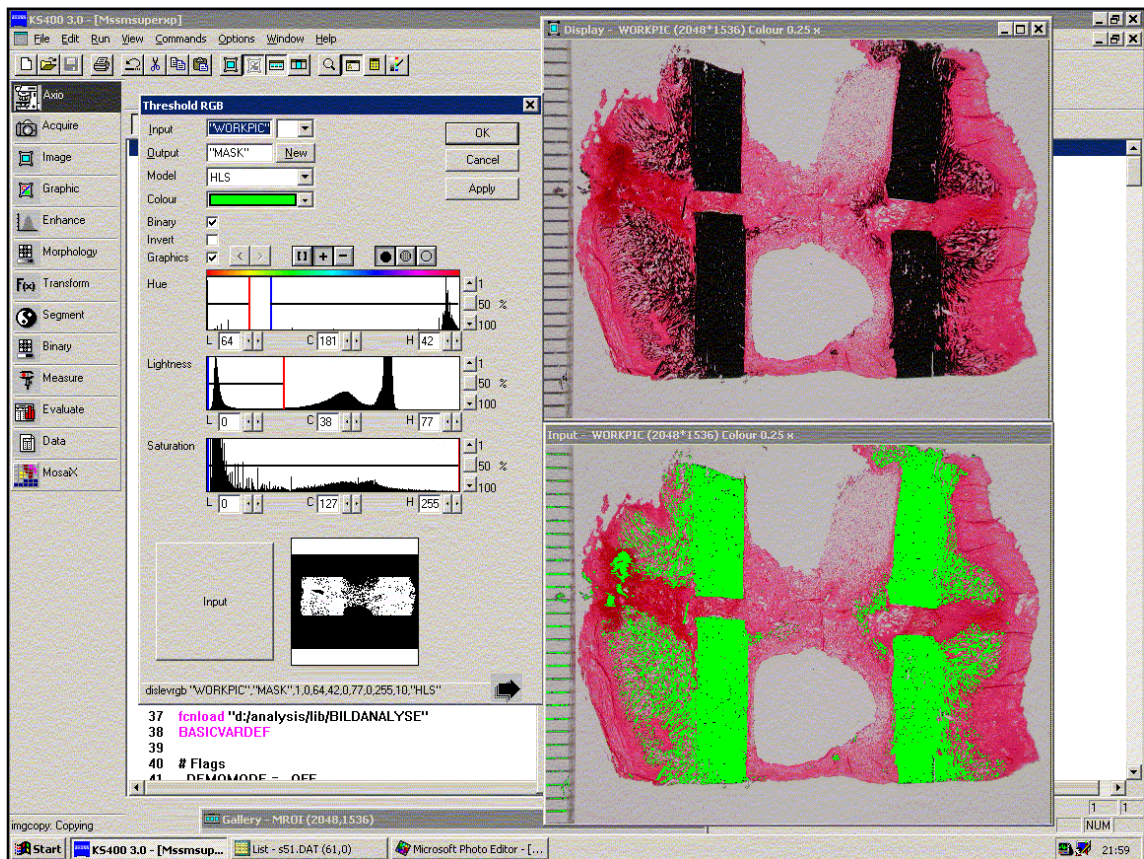 KS400 3.0 - [Mssmsuperxp]
File Edit Run View Commands Options Window Help
Axio
Acquire
Image
Graphic
Enhance
Morphology
F(x) Transform
Segment
Binary
Measure
Evaluate
Data
MosaiX
Threshold RGB
Input "WORKPIC"
OK
Output "MASK" New
Cancel
Model HLS
Apply
Colour
Binary
Invert
Graphics < > [ ] + -
Hue
1
50 %
100
L 64 C 181 H 42
Lightness
1
50 %
100
L 0 C 38 H 77
Saturation
1
50 %
100
L 0 C 127 H 255
Input
dislevrgb "WORKPIC","MASK",1,0,64,42,0,77,0,255,10,"HLS"
37 fcnload "d:/analysis/lib/BILDANALYSE"
38 BASICVARDEF
39
40 # Flags
41 _DEMOMODE = _OFF
Display - WORKPIC (2048*1536) Colour 0.25 x
Input - WORKPIC (2048*1536) Colour 0.25 x
Gallery - MROI (2048,1536)
1 1
imgcopy: Copying
NUM
Start KS400 3.0 - [Mssmsup... List - s51.DAT (61,0) Microsoft Photo Editor - [... 21:59